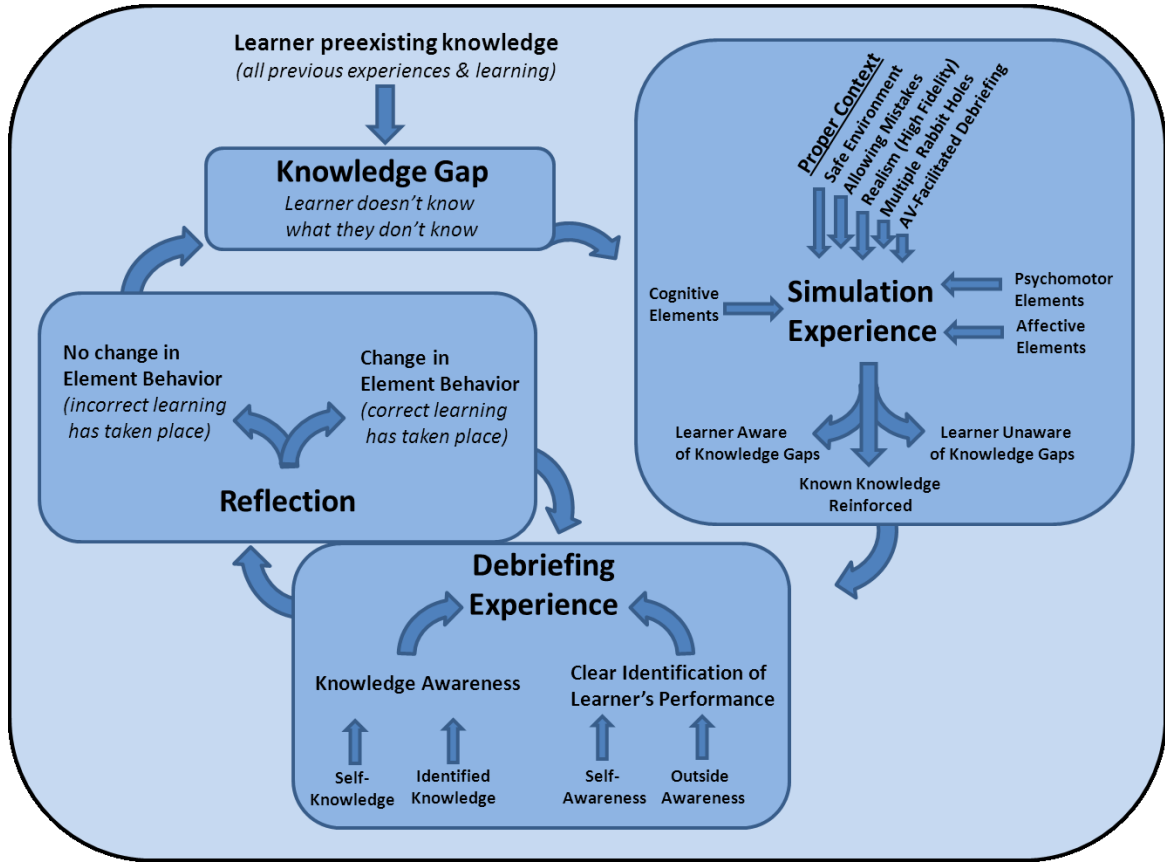 Learner preexisting knowledge
(all previous experiences & learning)
Knowledge Gap
Learner doesn't know
what they don't know
Proper Context
Safe Environment
Allowing Mistakes
Realism (High Fidelity)
Multiple Rabbit Holes
AV-Facilitated Debriefing
Cognitive
Elements
Simulation
Experience
Psychomotor
Elements
Affective
Elements
Learner Aware
of Knowledge Gaps
Learner Unaware
of Knowledge Gaps
Known Knowledge
Reinforced
No change in
Element Behavior
(incorrect learning
has taken place)
Change in
Element Behavior
(correct learning
has taken place)
Reflection
Debriefing
Experience
Knowledge Awareness
Clear Identification of
Learner's Performance
Self-
Knowledge
Identified
Knowledge
Self-
Awareness
Outside
Awareness